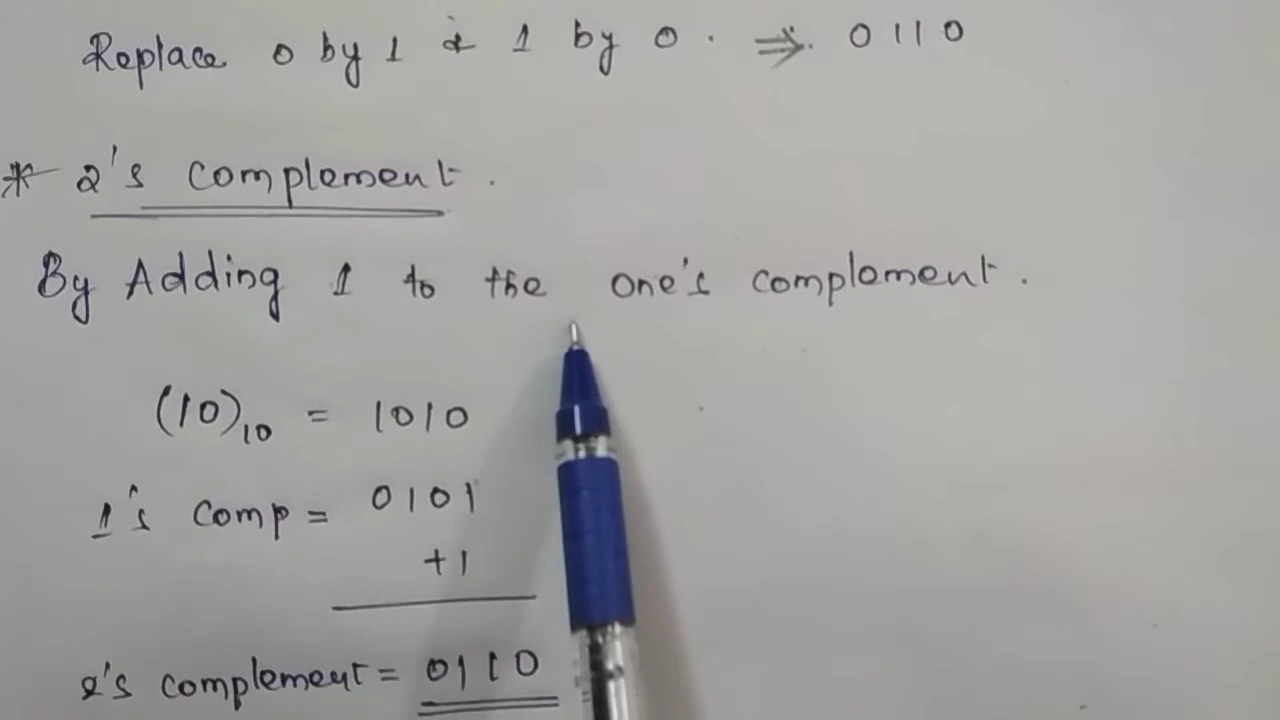 Replace 0 by 1 & 1 by 0. ⇒ 0110
* 2's complement.
By Adding 1 to the one's complement.
(10)₁₀ = 1010
1's comp = 0101
+1
2's complement = 0110